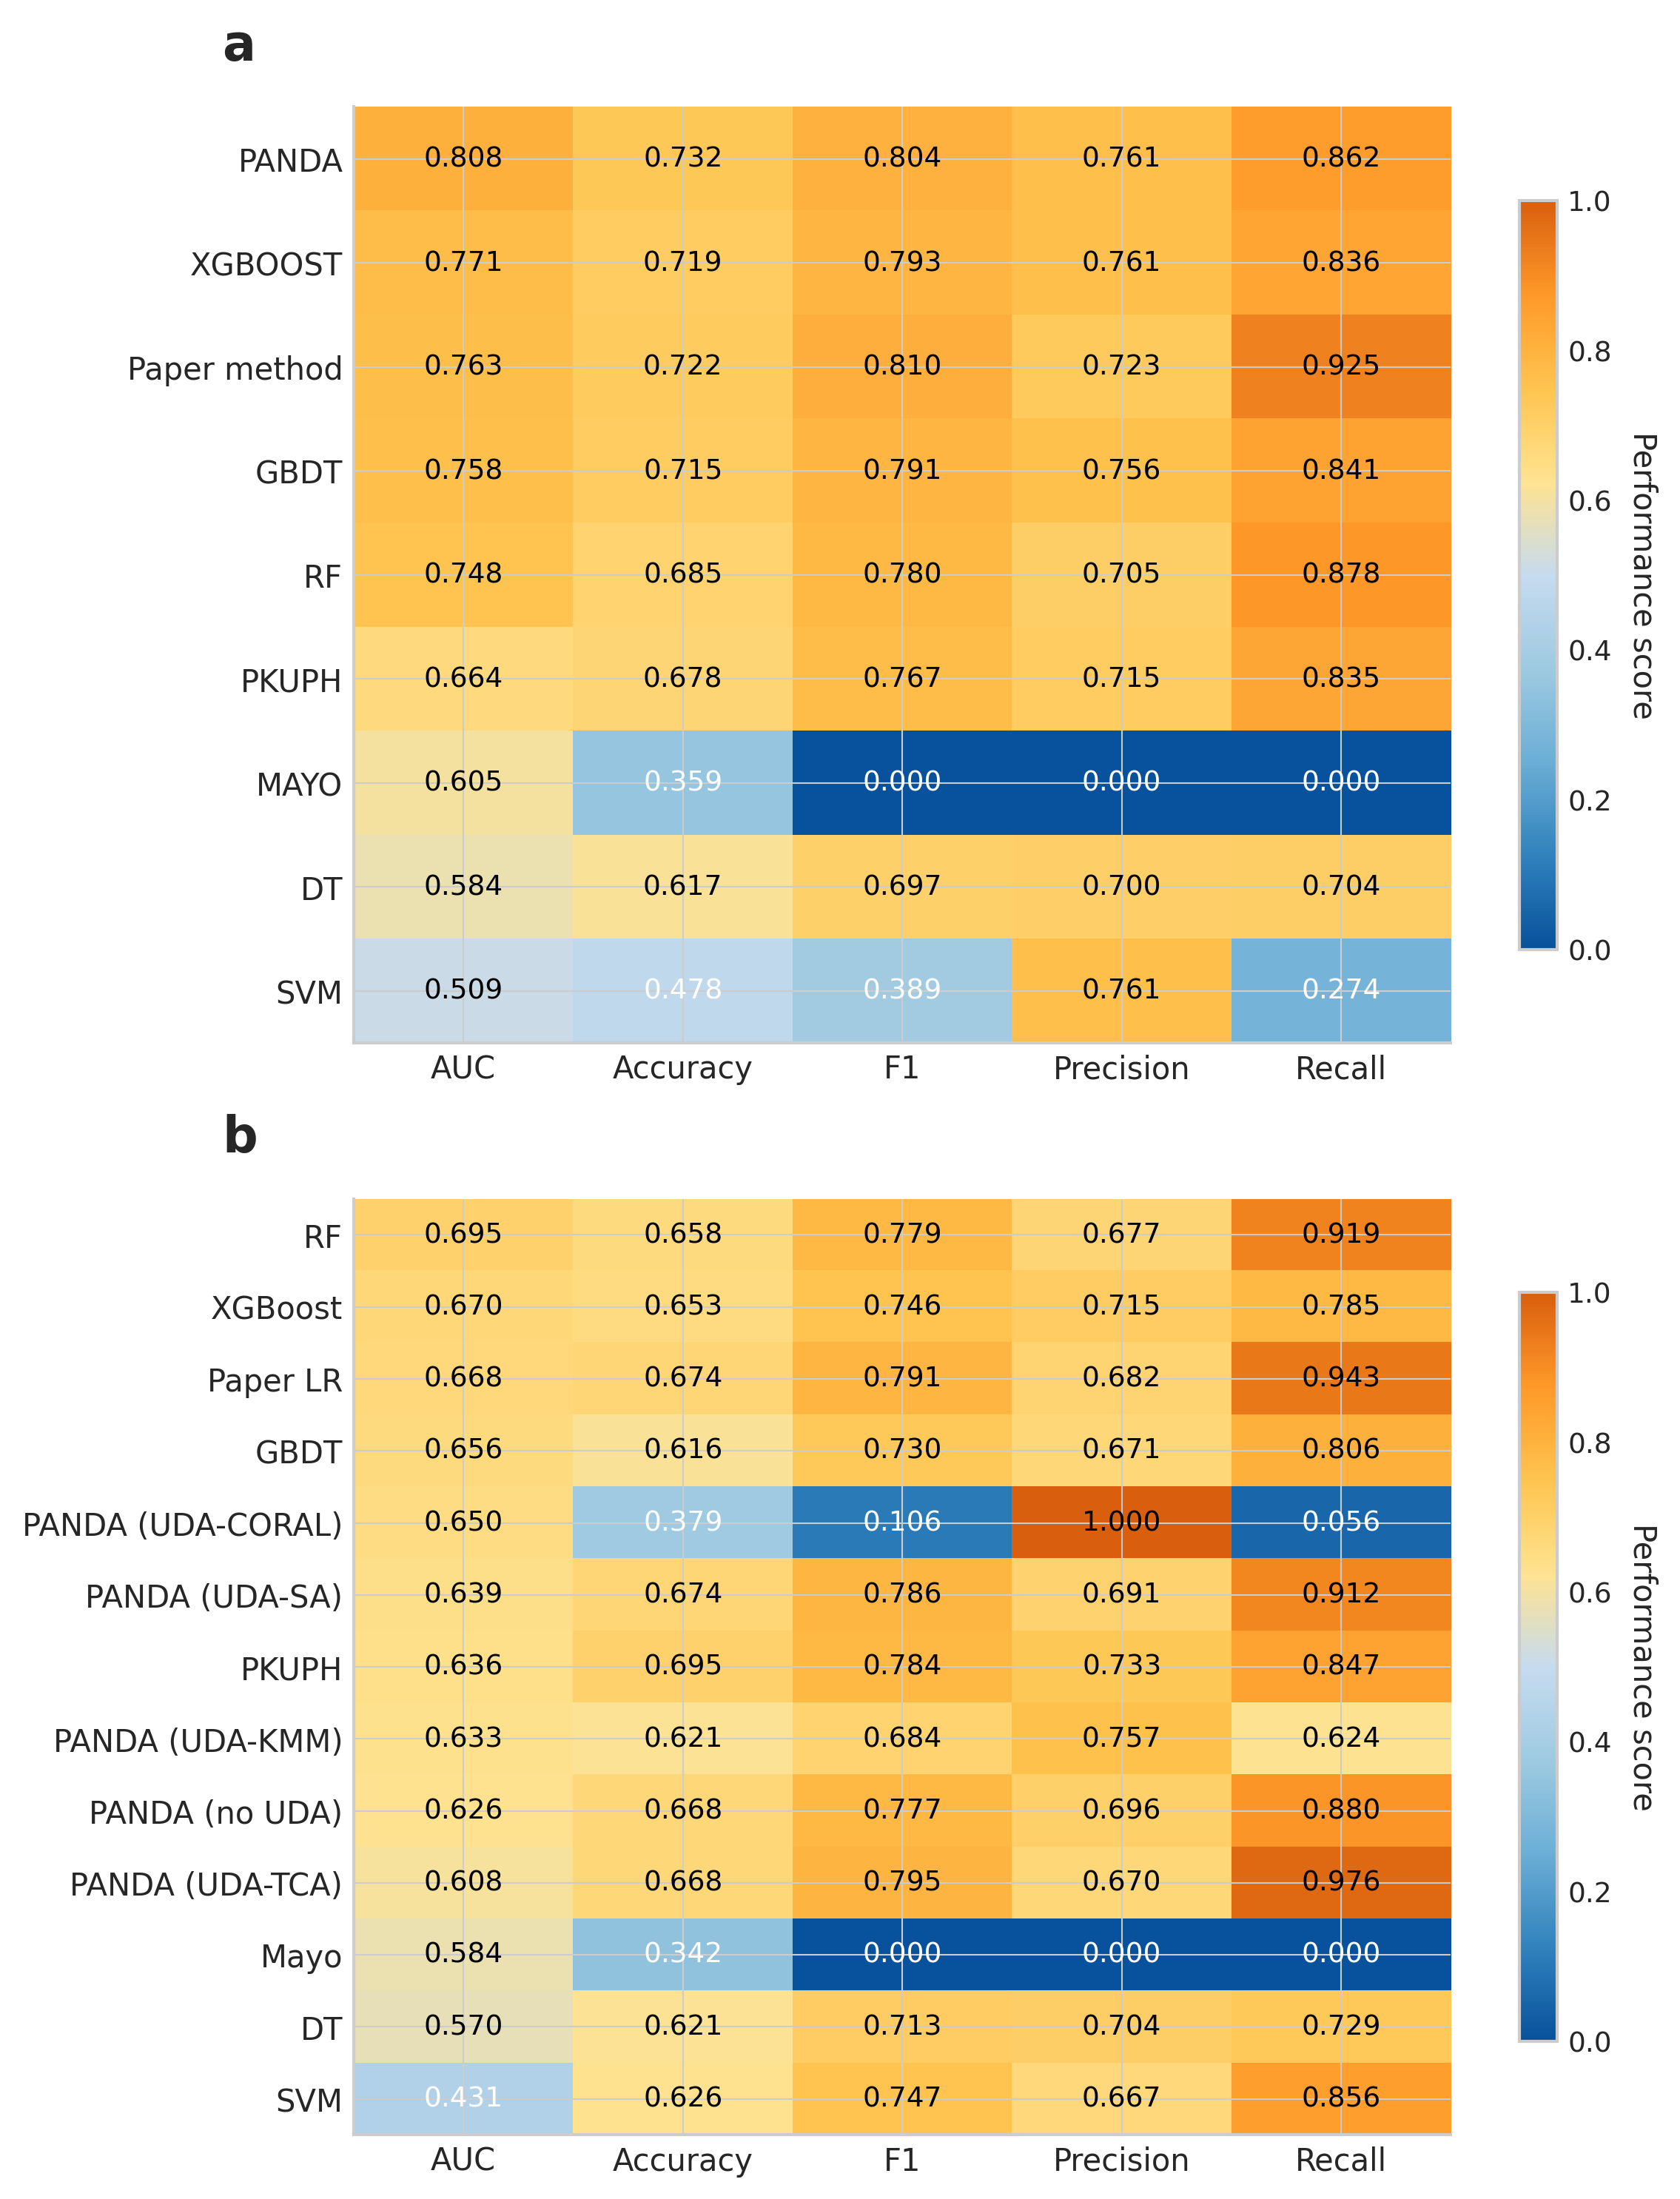 a
PANDA 0.808 0.732 0.804 0.761 0.862
XGBOOST 0.771 0.719 0.793 0.761 0.836
Paper method 0.763 0.722 0.810 0.723 0.925
GBDT 0.758 0.715 0.791 0.756 0.841
RF 0.748 0.685 0.780 0.705 0.878
PKUPH 0.664 0.678 0.767 0.715 0.835
MAYO 0.605 0.359 0.000 0.000 0.000
DT 0.584 0.617 0.697 0.700 0.704
SVM 0.509 0.478 0.389 0.761 0.274
AUC Accuracy F1 Precision Recall
1.0
0.8
0.6
0.4
0.2
0.0
Performance score
b
RF 0.695 0.658 0.779 0.677 0.919
XGBoost 0.670 0.653 0.746 0.715 0.785
Paper LR 0.668 0.674 0.791 0.682 0.943
GBDT 0.656 0.616 0.730 0.671 0.806
PANDA (UDA-CORAL) 0.650 0.379 0.106 1.000 0.056
PANDA (UDA-SA) 0.639 0.674 0.786 0.691 0.912
PKUPH 0.636 0.695 0.784 0.733 0.847
PANDA (UDA-KMM) 0.633 0.621 0.684 0.757 0.624
PANDA (no UDA) 0.626 0.668 0.777 0.696 0.880
PANDA (UDA-TCA) 0.608 0.668 0.795 0.670 0.976
Mayo 0.584 0.342 0.000 0.000 0.000
DT 0.570 0.621 0.713 0.704 0.729
SVM 0.431 0.626 0.747 0.667 0.856
AUC Accuracy F1 Precision Recall
1.0
0.8
0.6
0.4
0.2
0.0
Performance score